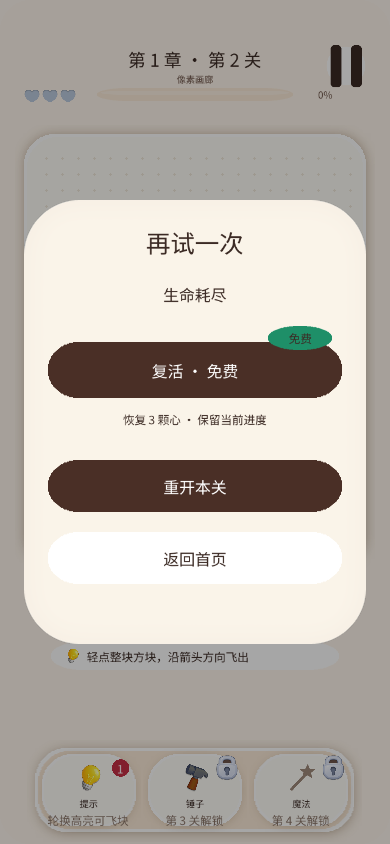 第1章·第2关
像素画廊
0%
再试一次
生命耗尽
免费
复活·免费
恢复3颗心·保留当前进度
重开本关
返回首页
轻点整块方块，沿箭头方向飞出
1
提示
锤子
魔法
轮换高亮可飞块
第3关解锁
第4关解锁